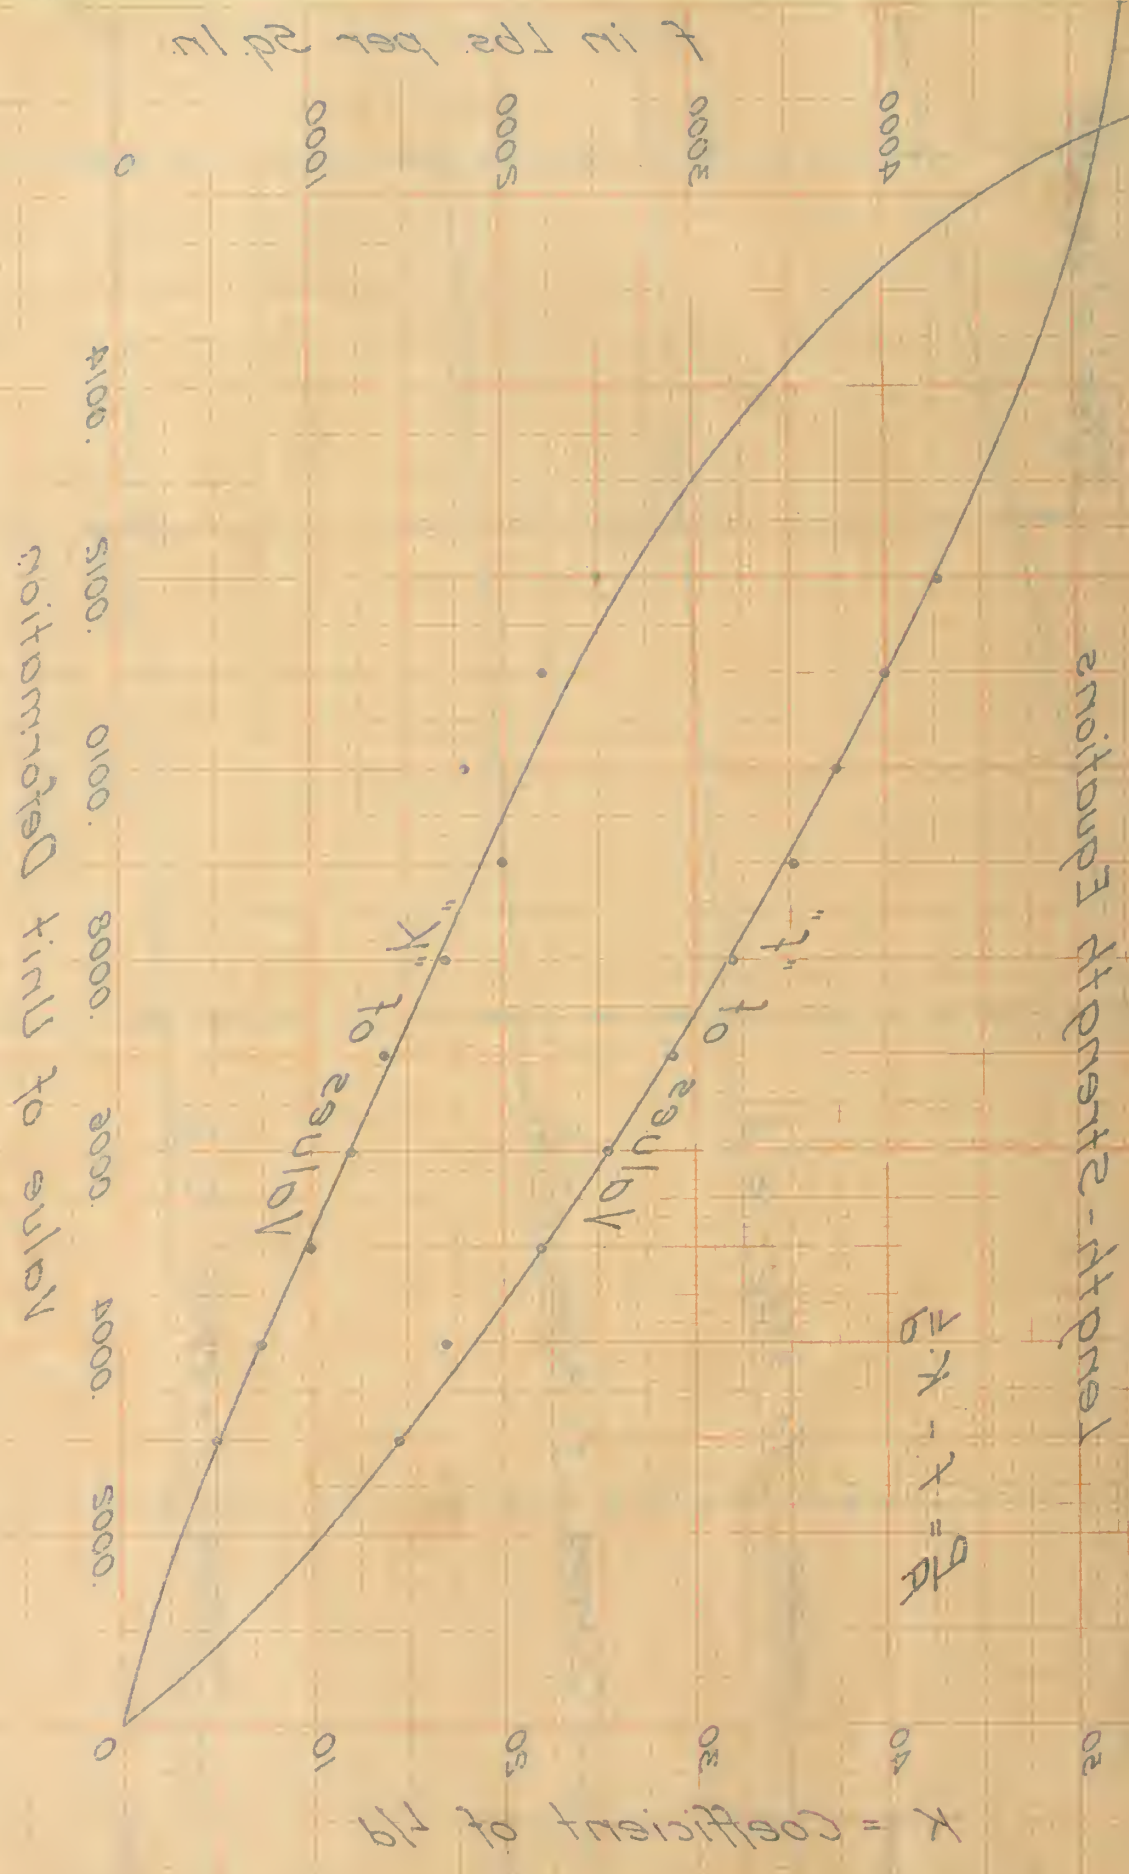 f in Lbs. per Sq. In.
0 1000 2000 3000 4000
Length-Strength Equations
P/A = f - K l/d
Values of "f"
Values of "K"
.0014
.0012
.0010
.0008
.0006
.0004
.0002
0
Value of Unit Deformation
0 10 20 30 40 50
K = Coefficient of L/d